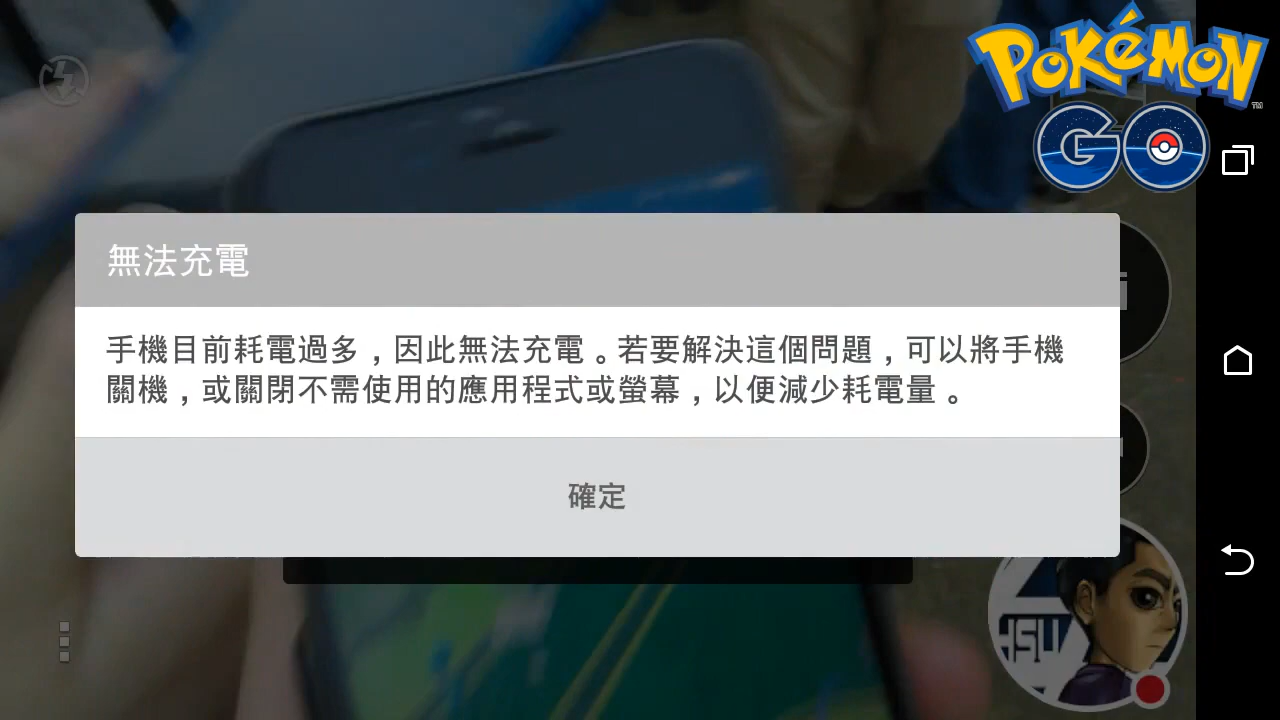 POKÉMON
GO
TM
無法充電
手機目前耗電過多，因此無法充電。若要解決這個問題，可以將手機
關機，或關閉不需使用的應用程式或螢幕，以便減少耗電量。
確定
HSU